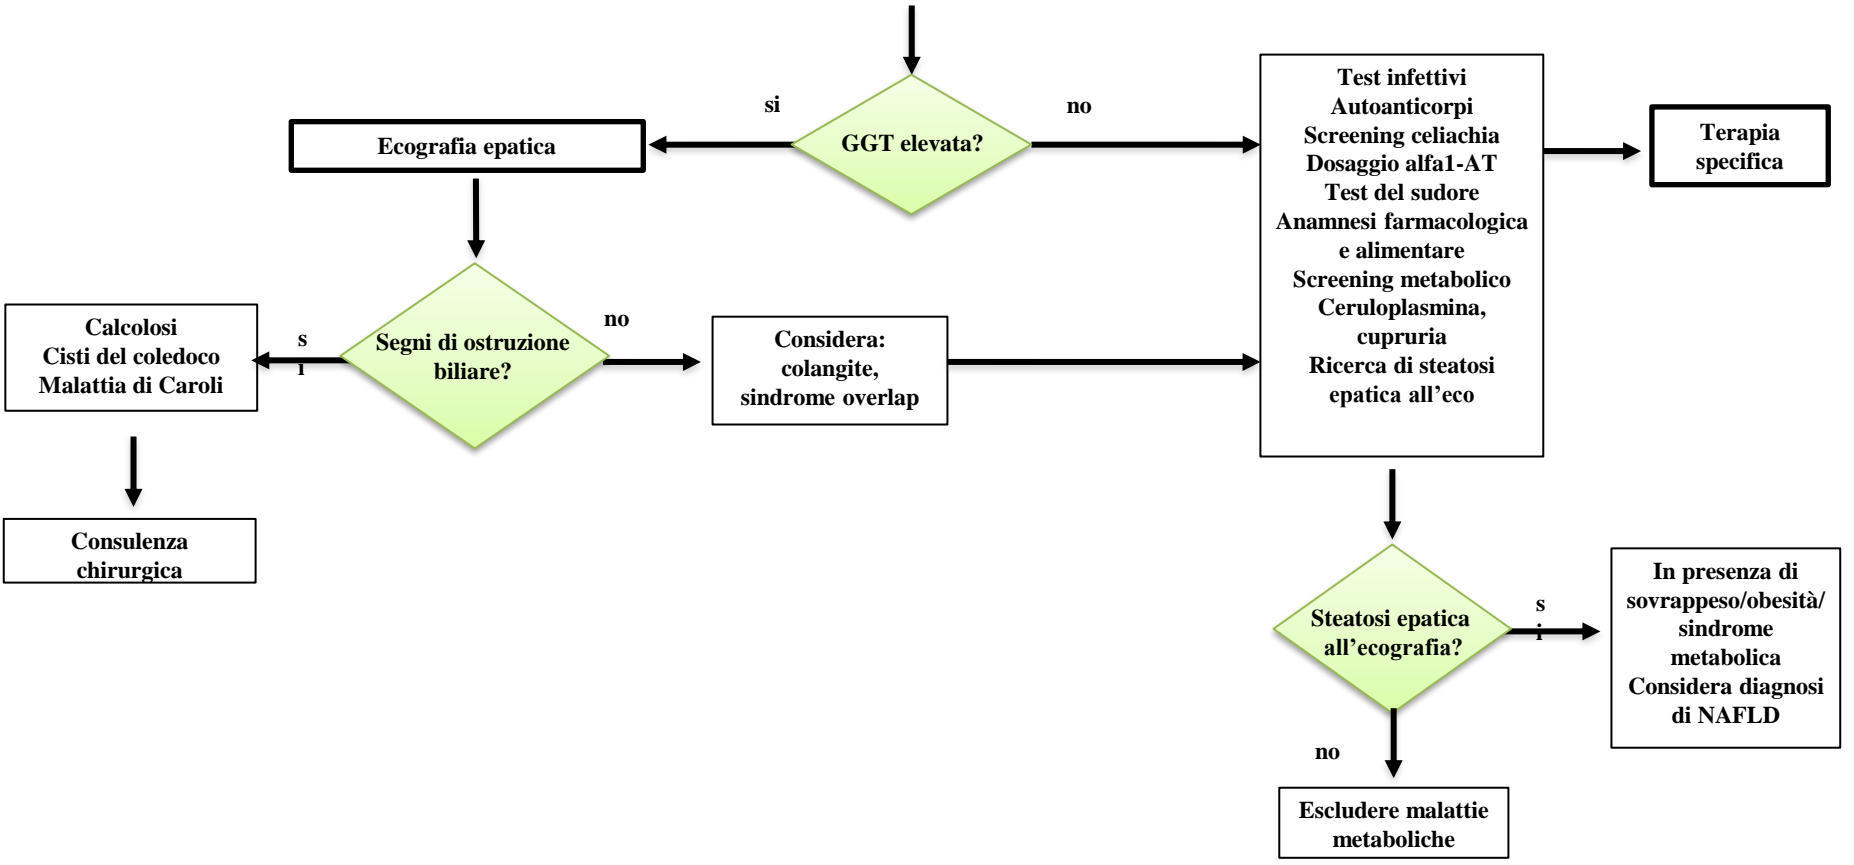 si
no
GGT elevata?
Ecografia epatica
Test infettivi
Autoanticorpi
Screening celiachia
Dosaggio alfa1-AT
Test del sudore
Anamnesi farmacologica
e alimentare
Screening metabolico
Ceruloplasmina,
cupruria
Ricerca di steatosi
epatica all'eco
Terapia
specifica
Segni di ostruzione
biliare?
s
ì
no
Calcolosi
Cisti del coledoco
Malattia di Caroli
Considera:
colangite,
sindrome overlap
Consulenza
chirurgica
Steatosi epatica
all'ecografia?
s
ì
In presenza di
sovrappeso/obesità/
sindrome
metabolica
Considera diagnosi
di NAFLD
no
Escludere malattie
metaboliche